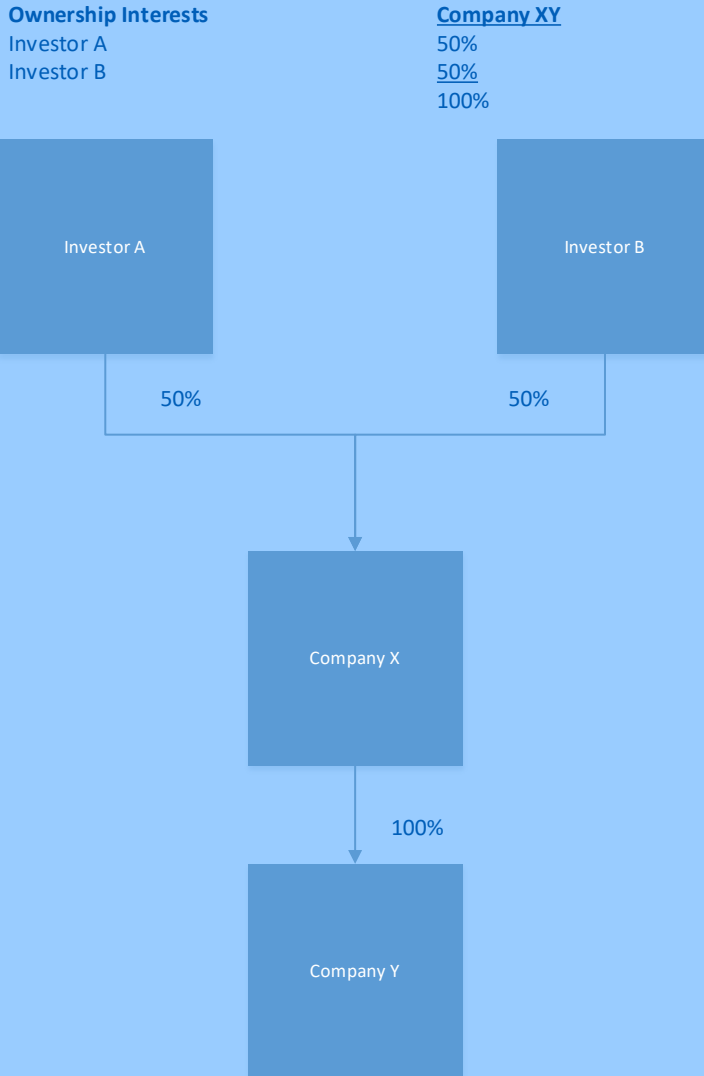 Ownership Interests Company XY
Investor A 50%
Investor B 50%
100%
Investor A Investor B
50% 50%
Company X
100%
Company Y